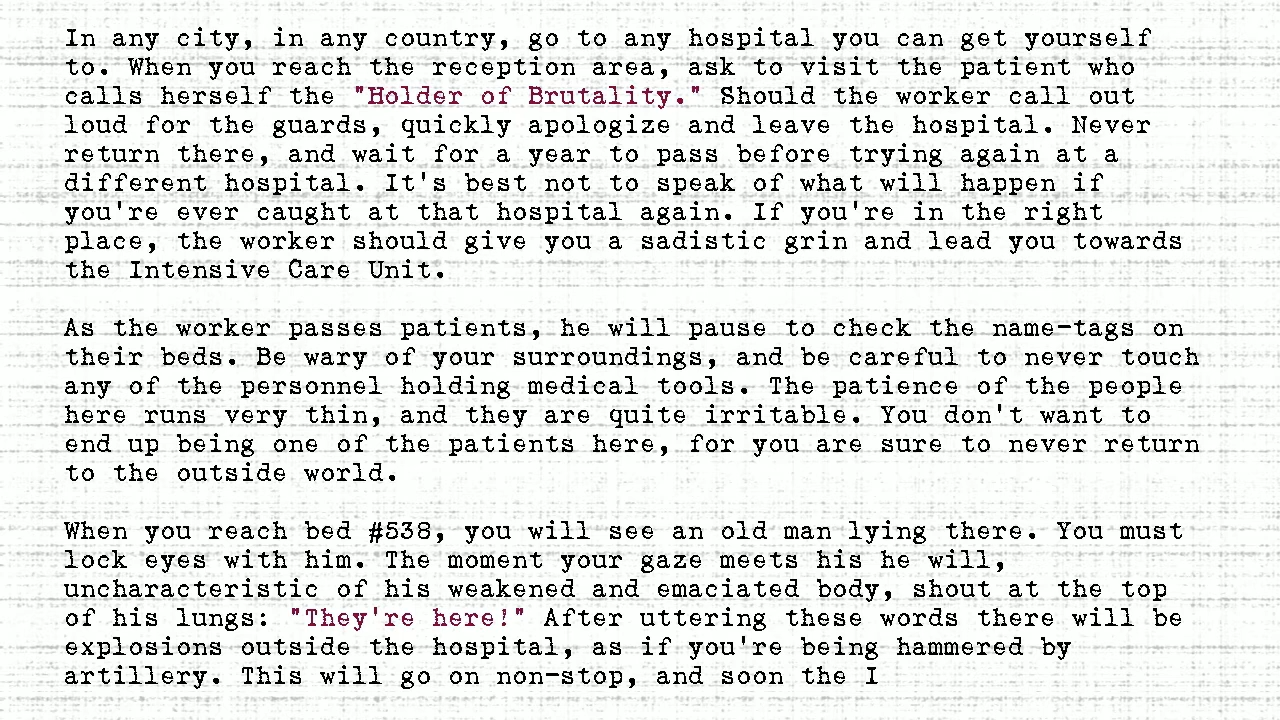 In any city, in any country, go to any hospital you can get yourself
to. When you reach the reception area, ask to visit the patient who
calls herself the "Holder of Brutality." Should the worker call out
loud for the guards, quickly apologize and leave the hospital. Never
return there, and wait for a year to pass before trying again at a
different hospital. It's best not to speak of what will happen if
you're ever caught at that hospital again. If you're in the right
place, the worker should give you a sadistic grin and lead you towards
the Intensive Care Unit.
As the worker passes patients, he will pause to check the name-tags on
their beds. Be wary of your surroundings, and be careful to never touch
any of the personnel holding medical tools. The patience of the people
here runs very thin, and they are quite irritable. You don't want to
end up being one of the patients here, for you are sure to never return
to the outside world.
When you reach bed #538, you will see an old man lying there. You must
lock eyes with him. The moment your gaze meets his he will,
uncharacteristic of his weakened and emaciated body, shout at the top
of his lungs: "They're here!" After uttering these words there will be
explosions outside the hospital, as if you're being hammered by
artillery. This will go on non-stop, and soon the I